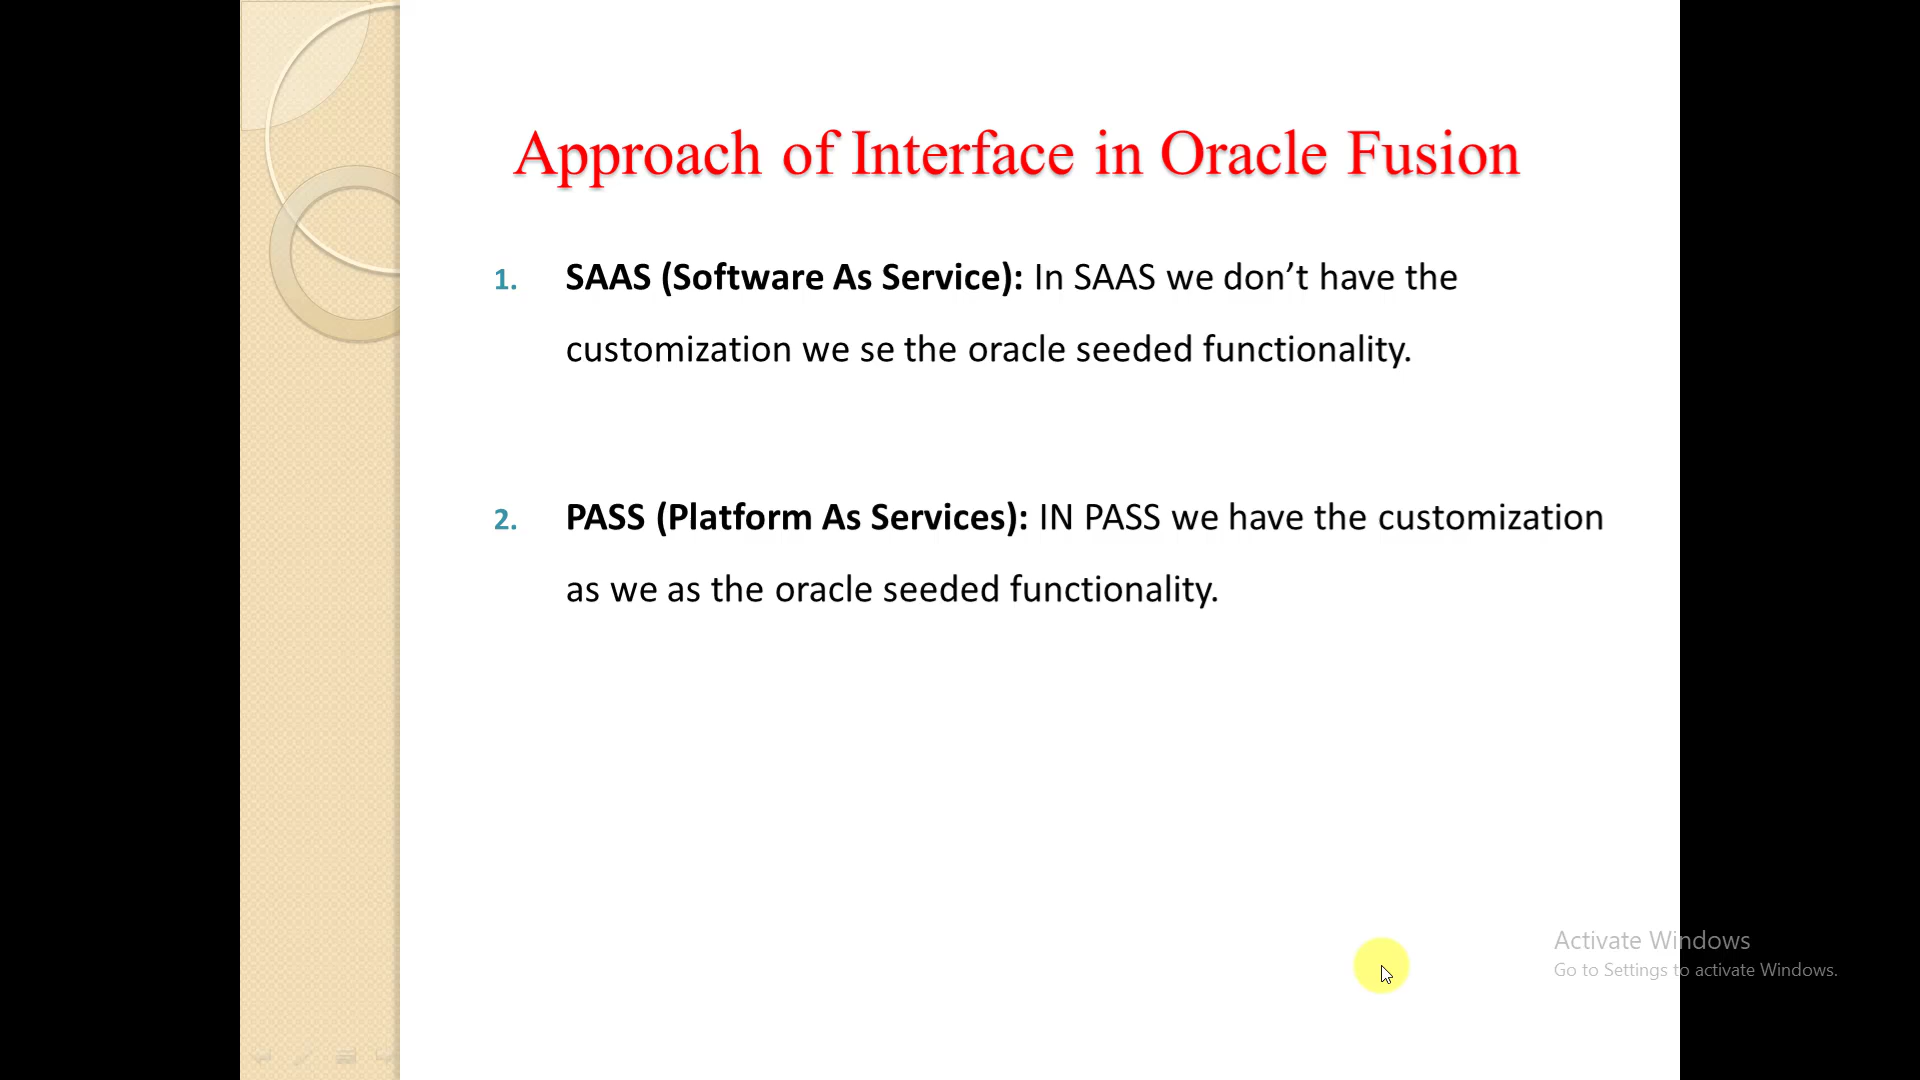 Approach of Interface in Oracle Fusion
1. SAAS (Software As Service): In SAAS we don’t have the
customization we se the oracle seeded functionality.
2. PASS (Platform As Services): IN PASS we have the customization
as we as the oracle seeded functionality.
Activate Windows
Go to Settings to activate Windows.